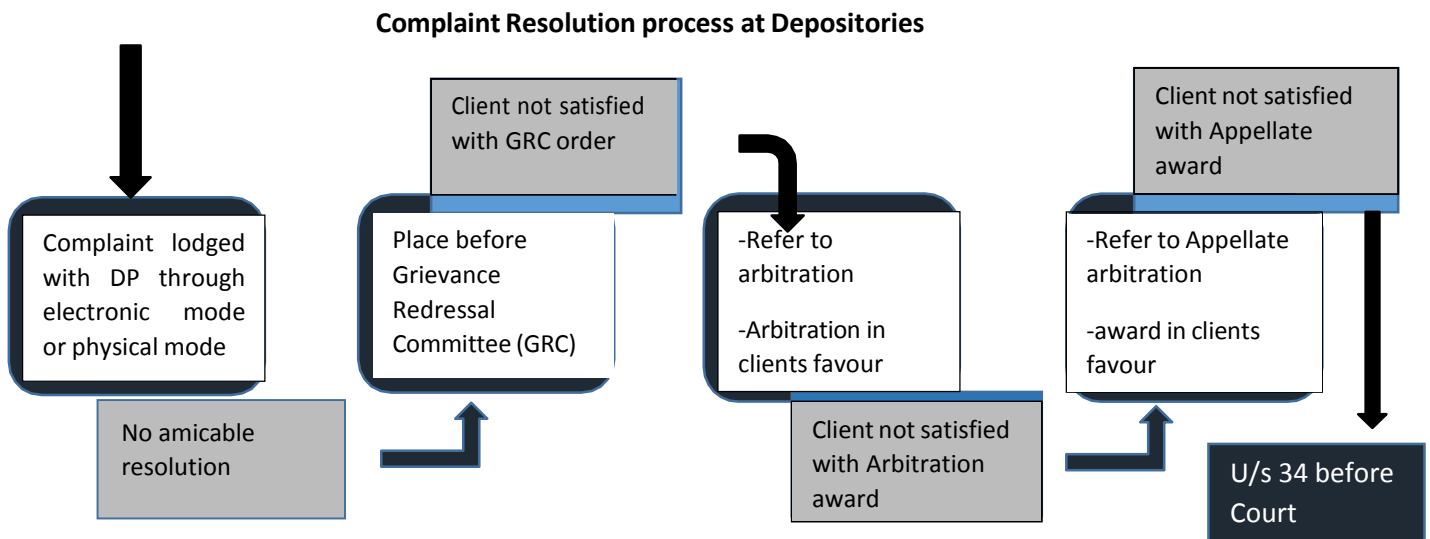 Complaint Resolution process at Depositories
Complaint lodged
with DP through
electronic mode
or physical mode
No amicable
resolution
Place before
Grievance
Redressal
Committee (GRC)
Client not satisfied
with GRC order
-Refer to
arbitration
-Arbitration in
clients favour
Client not satisfied
with Arbitration
award
-Refer to Appellate
arbitration
-award in clients
favour
Client not satisfied
with Appellate
award
U/s 34 before
Court